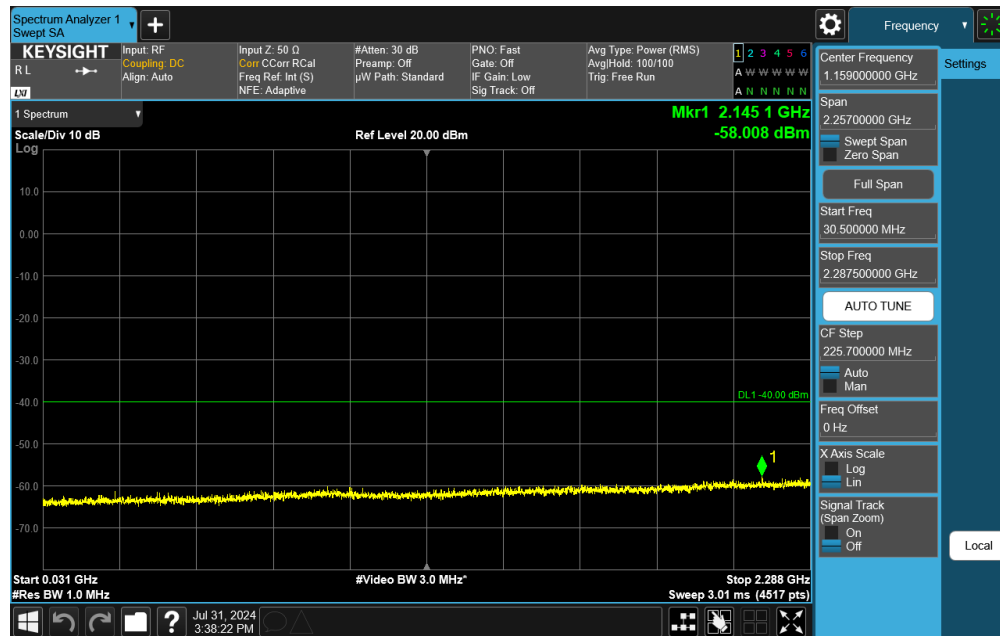 Spectrum Analyzer 1
Swept SA
Frequency
KEYSIGHT
R L
LXI
Input: RF
Coupling: DC
Align: Auto
Input Z: 50 Ω
Corr CCorr RCal
Freq Ref: Int (S)
NFE: Adaptive
#Atten: 30 dB
Preamp: Off
µW Path: Standard
PNO: Fast
Gate: Off
IF Gain: Low
Sig Track: Off
Avg Type: Power (RMS)
Avg|Hold: 100/100
Trig: Free Run
1 2 3 4 5 6
A W W W W W
A N N N N N
1 Spectrum
Scale/Div 10 dB
Log
Ref Level 20.00 dBm
Mkr1 2.145 1 GHz
-58.008 dBm
10.0
0.00
-10.0
-20.0
-30.0
-40.0
-50.0
-60.0
-70.0
DL1 -40.00 dBm
1
Start 0.031 GHz
#Res BW 1.0 MHz
#Video BW 3.0 MHz*
Stop 2.288 GHz
Sweep 3.01 ms (4517 pts)
Center Frequency
1.159000000 GHz
Span
2.25700000 GHz
Swept Span
Zero Span
Full Span
Start Freq
30.500000 MHz
Stop Freq
2.287500000 GHz
AUTO TUNE
CF Step
225.700000 MHz
Auto
Man
Freq Offset
0 Hz
X Axis Scale
Log
Lin
Signal Track
(Span Zoom)
On
Off
Settings
Local
?
Jul 31, 2024
3:38:22 PM